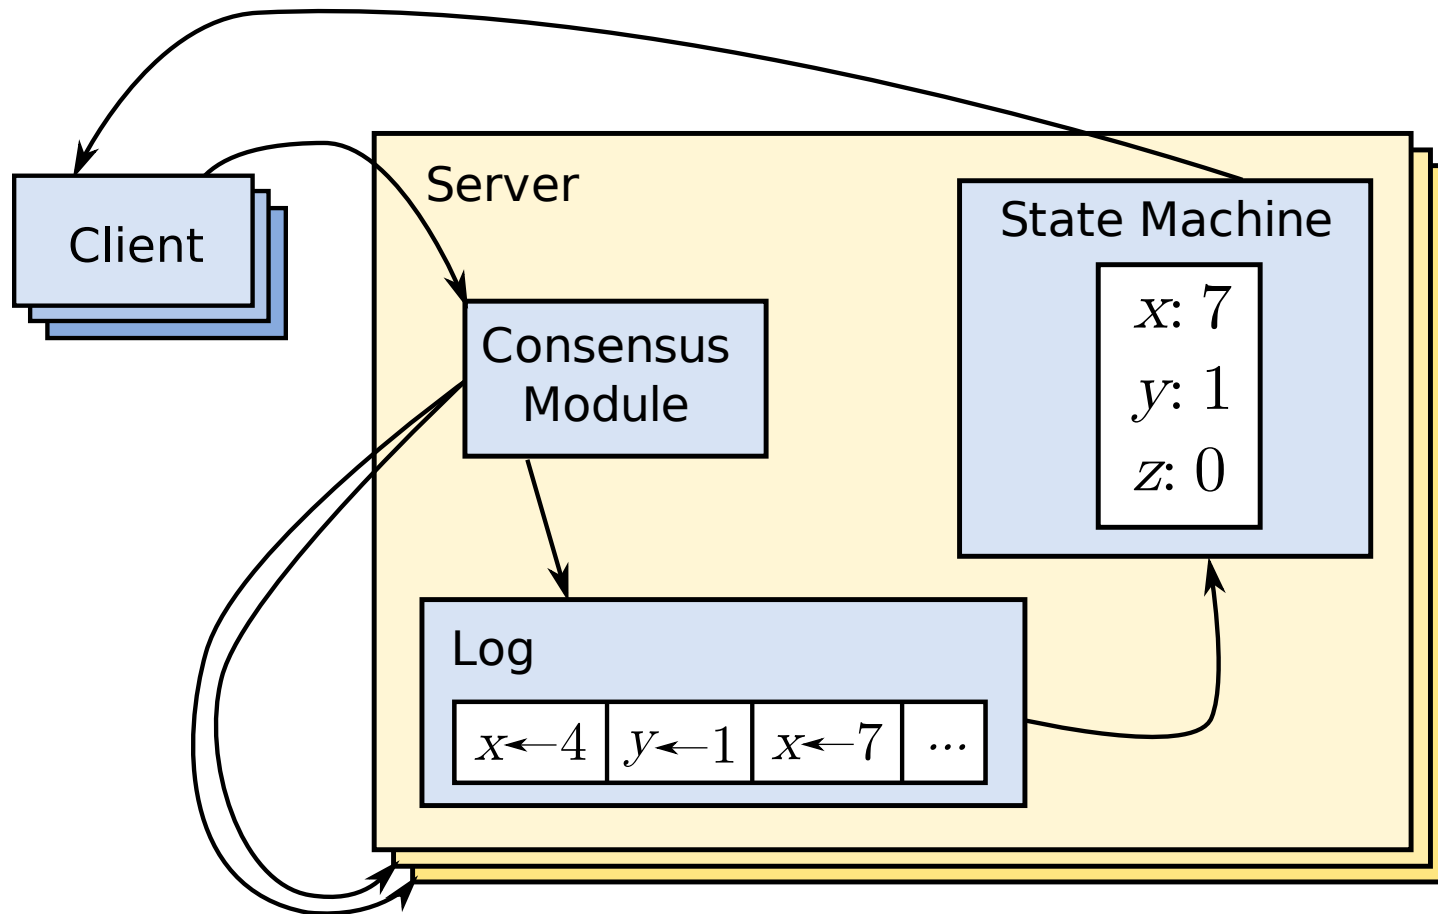 Server
Client
State Machine
x: 7
y: 1
z: 0
Consensus
Module
Log
x←4 y←1 x←7 ...